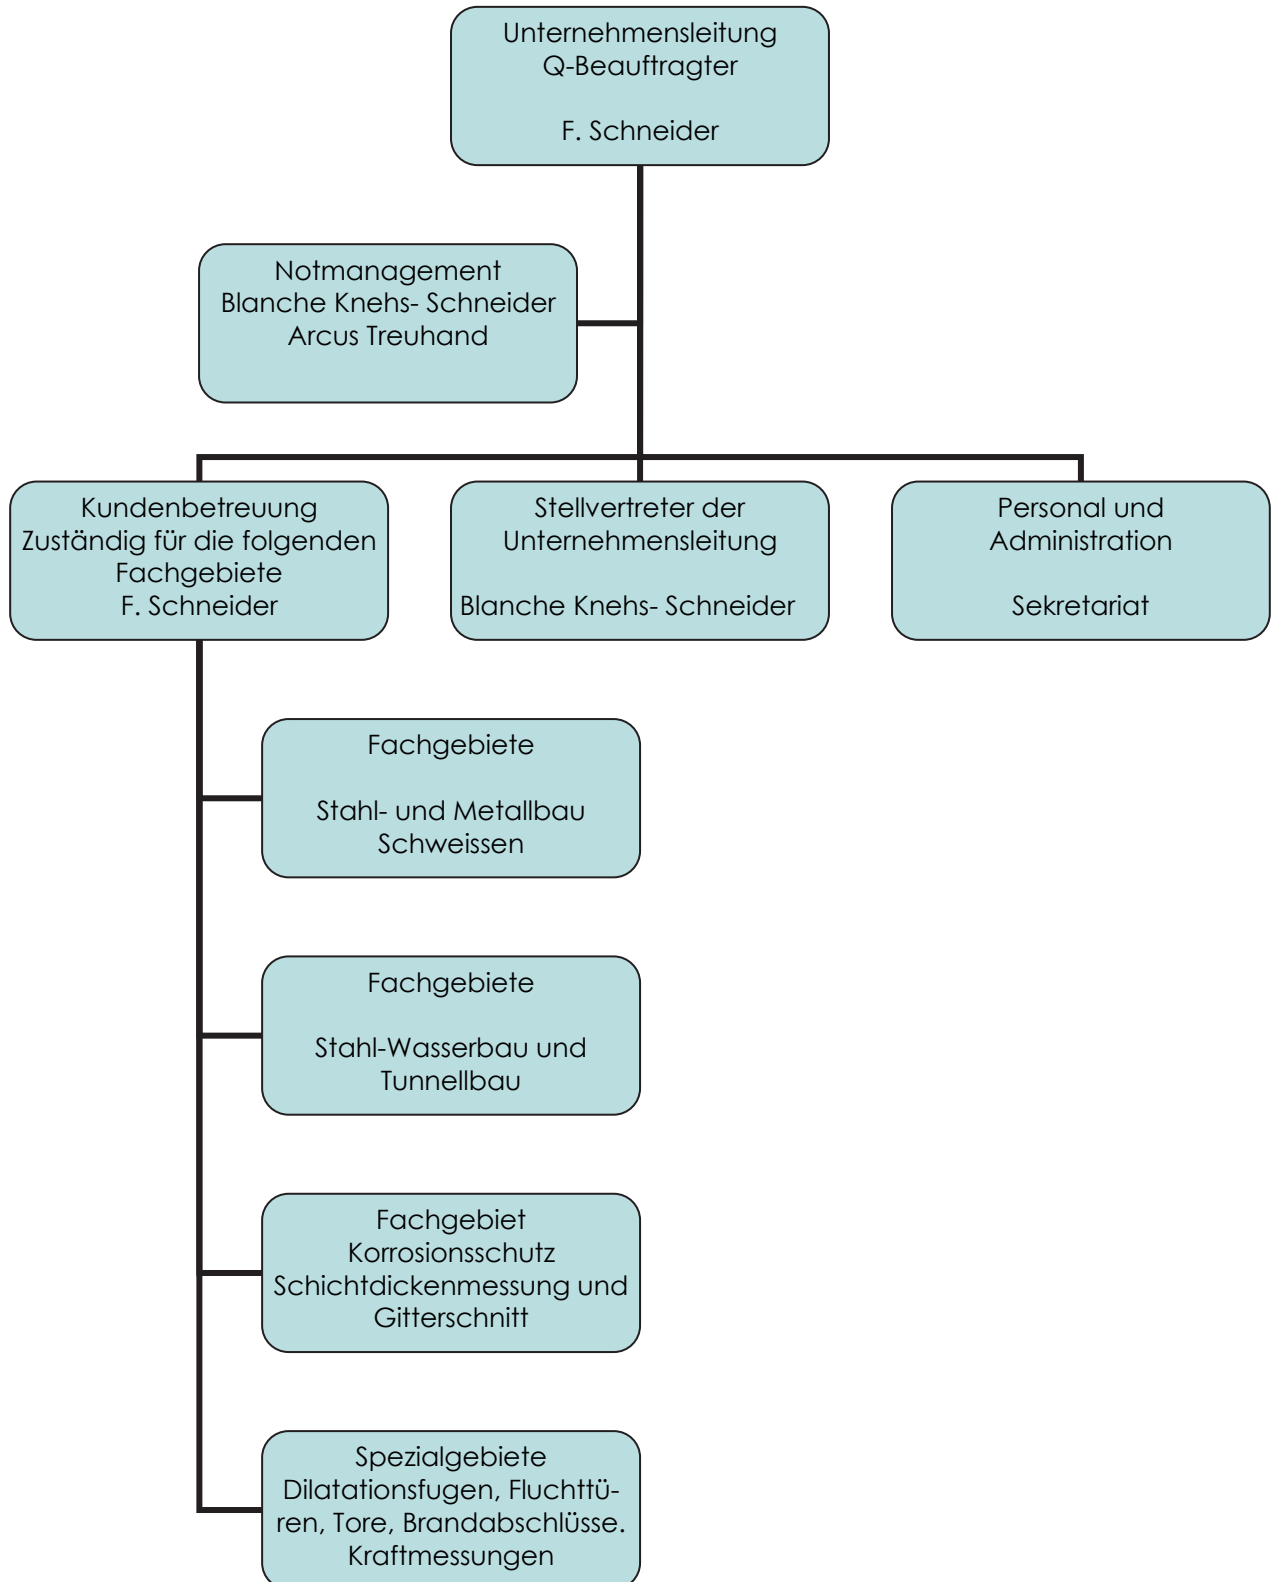 Unternehmensleitung
Q-Beauftragter
F. Schneider
Notmanagement
Blanche Knehs- Schneider
Arcus Treuhand
Kundenbetreuung
Zuständig für die folgenden
Fachgebiete
F. Schneider
Stellvertreter der
Unternehmensleitung
Blanche Knehs- Schneider
Personal und
Administration
Sekretariat
Fachgebiete
Stahl- und Metallbau
Schweissen
Fachgebiete
Stahl-Wasserbau und
Tunnellbau
Fachgebiet
Korrosionsschutz
Schichtdickenmessung und
Gitterschnitt
Spezialgebiete
Dilatationsfugen, Fluchttü-
ren, Tore, Brandabschlüsse.
Kraftmessungen